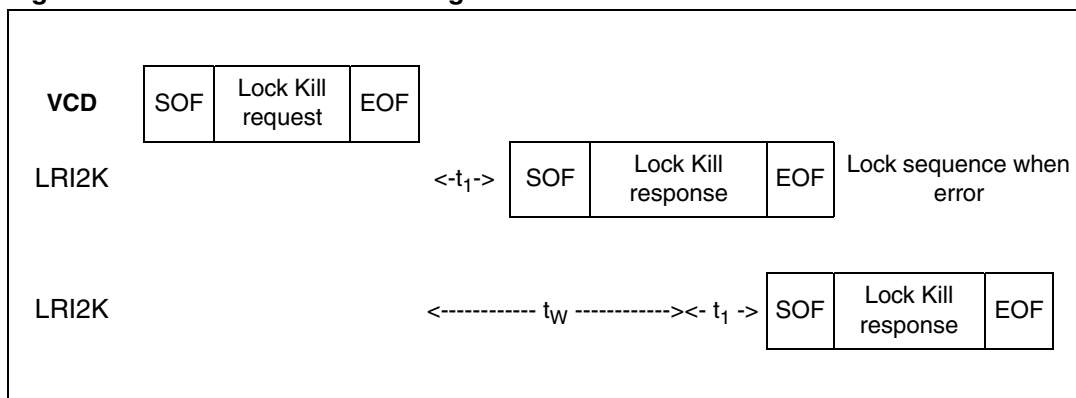 VCD SOF Lock Kill request EOF
LRI2K <-t1-> SOF Lock Kill response EOF Lock sequence when error
LRI2K <------------ tW ------------><- t1 -> SOF Lock Kill response EOF